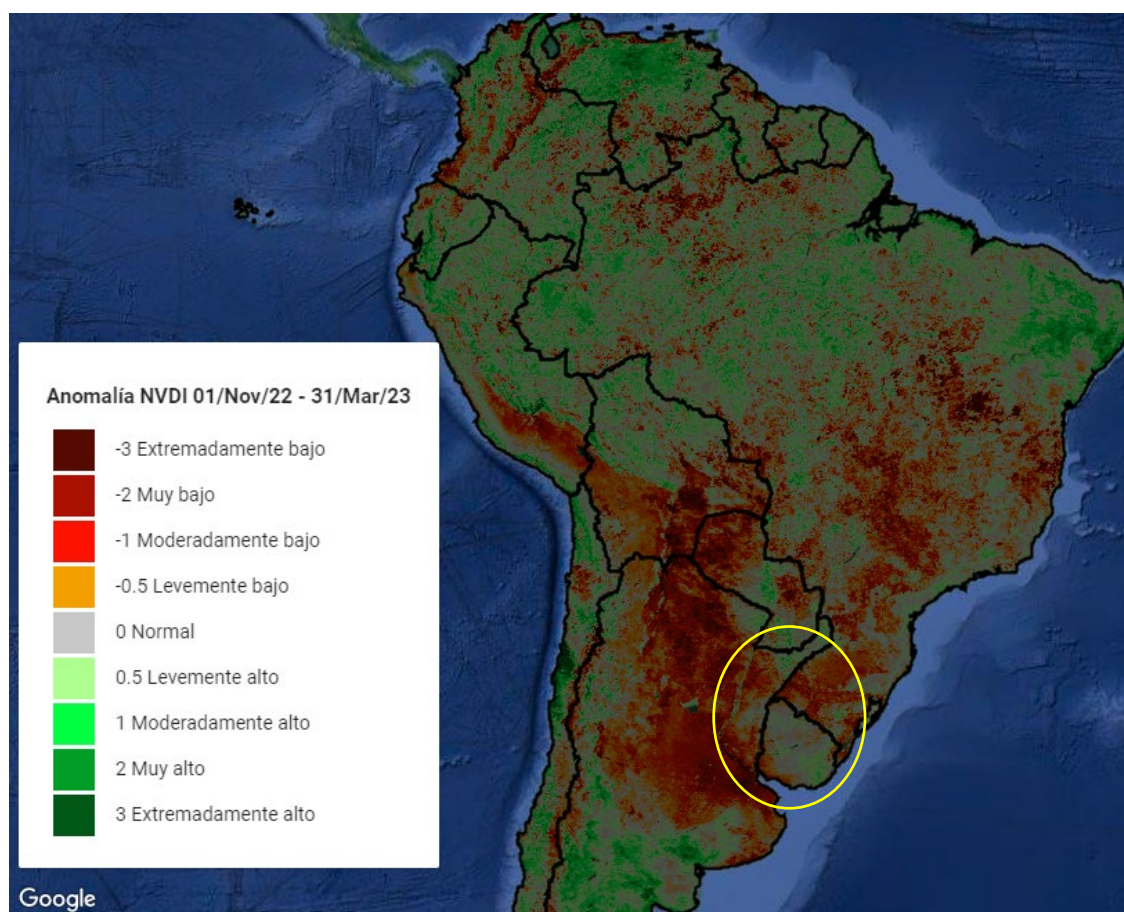 Anomalía NVDI 01/Nov/22 - 31/Mar/23
-3 Extremadamente bajo
-2 Muy bajo
-1 Moderadamente bajo
-0.5 Levemente bajo
0 Normal
0.5 Levemente alto
1 Moderadamente alto
2 Muy alto
3 Extremadamente alto
Google